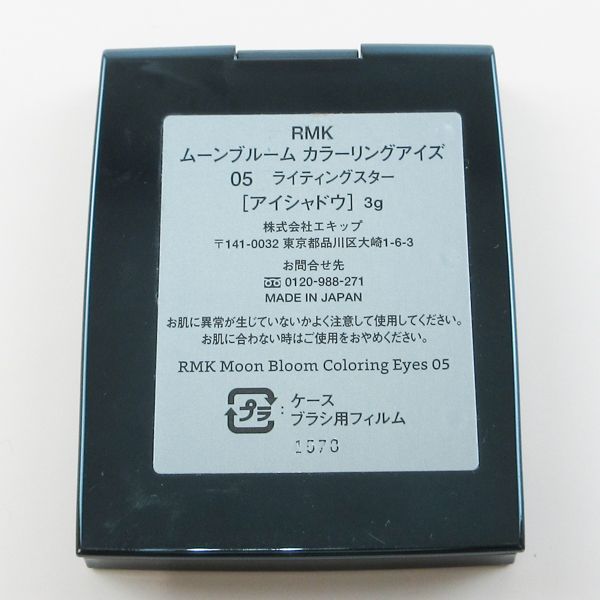 RMK
ムーンブルーム カラーリングアイズ
05 ライティングスター
[アイシャドウ] 3g
株式会社エキップ
〒141-0032 東京都品川区大崎1-6-3
お問合せ先
0120-988-271
MADE IN JAPAN
お肌に異常が生じていないかよく注意して使用してください。
お肌に合わない時はご使用をおやめください。
RMK Moon Bloom Coloring Eyes 05
プラ : ケース
ブラシ用フィルム
1570